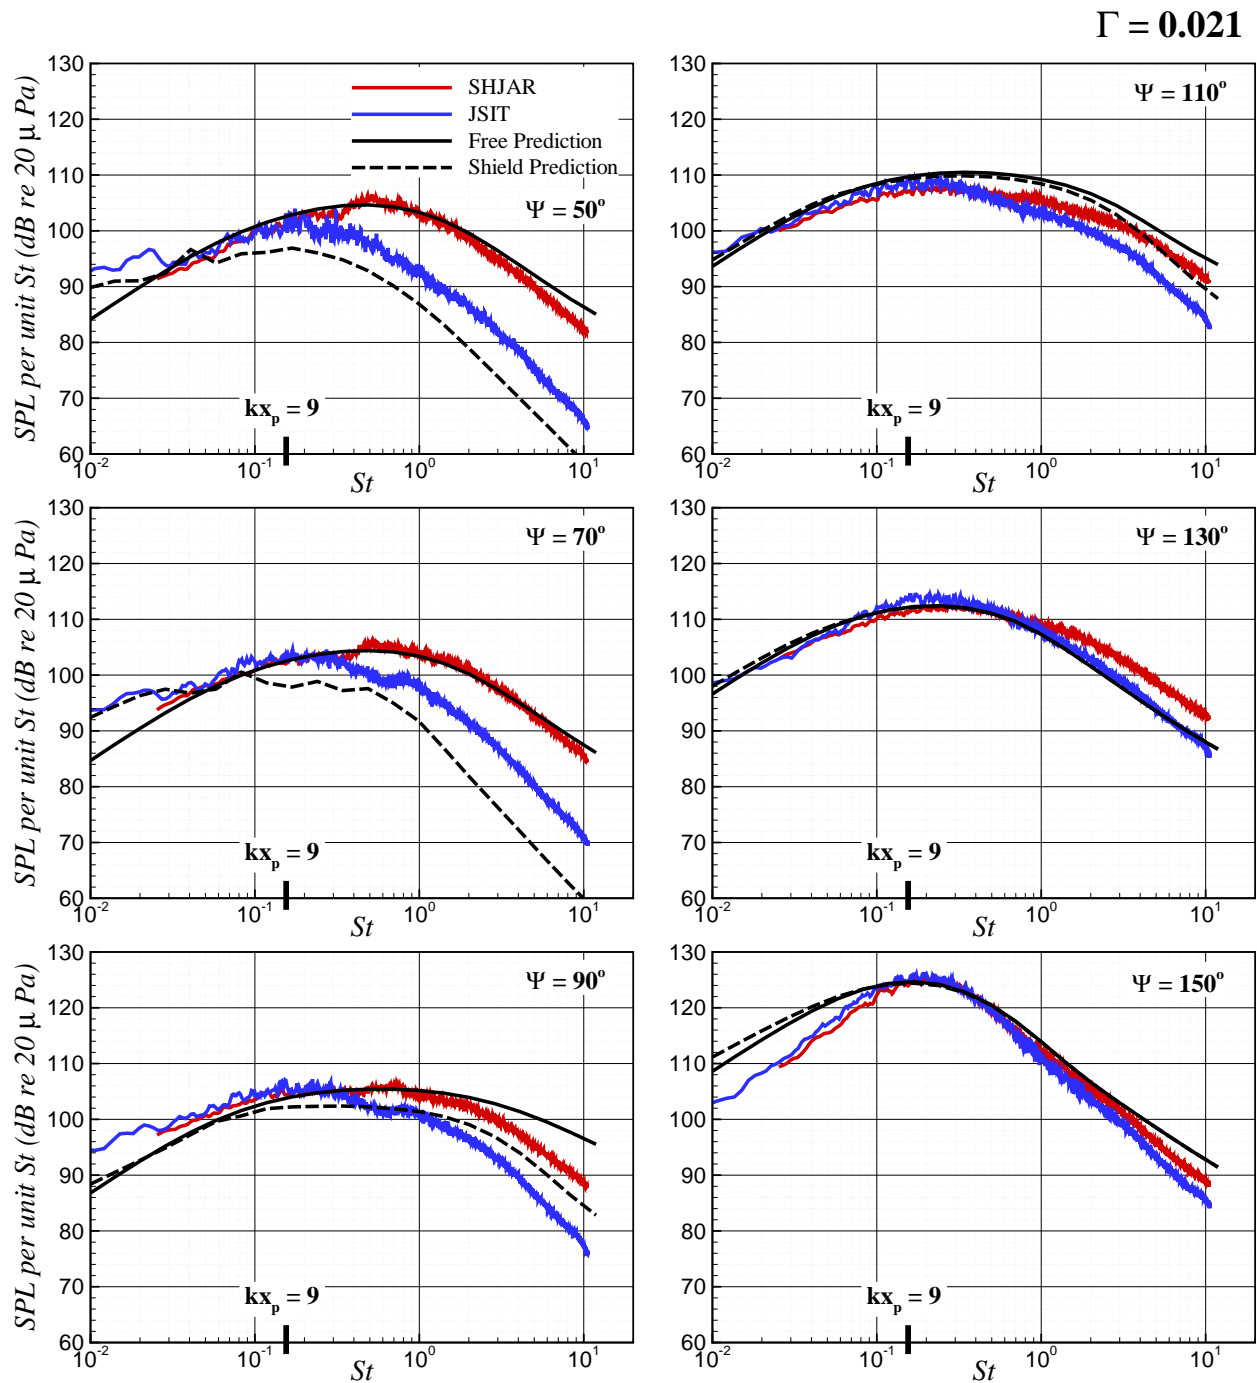 Γ = 0.021
SPL per unit St (dB re 20 μ Pa)
130
120
110
100
90
80
70
60
SHJAR
JSIT
Free Prediction
Shield Prediction
Ψ = 50°
kxₚ = 9
10⁻² 10⁻¹ 10⁰ 10¹
St
130
120
110
100
90
80
70
60
Ψ = 110°
kxₚ = 9
10⁻² 10⁻¹ 10⁰ 10¹
St
SPL per unit St (dB re 20 μ Pa)
130
120
110
100
90
80
70
60
Ψ = 70°
kxₚ = 9
10⁻² 10⁻¹ 10⁰ 10¹
St
130
120
110
100
90
80
70
60
Ψ = 130°
kxₚ = 9
10⁻² 10⁻¹ 10⁰ 10¹
St
SPL per unit St (dB re 20 μ Pa)
130
120
110
100
90
80
70
60
Ψ = 90°
kxₚ = 9
10⁻² 10⁻¹ 10⁰ 10¹
St
130
120
110
100
90
80
70
60
Ψ = 150°
kxₚ = 9
10⁻² 10⁻¹ 10⁰ 10¹
St